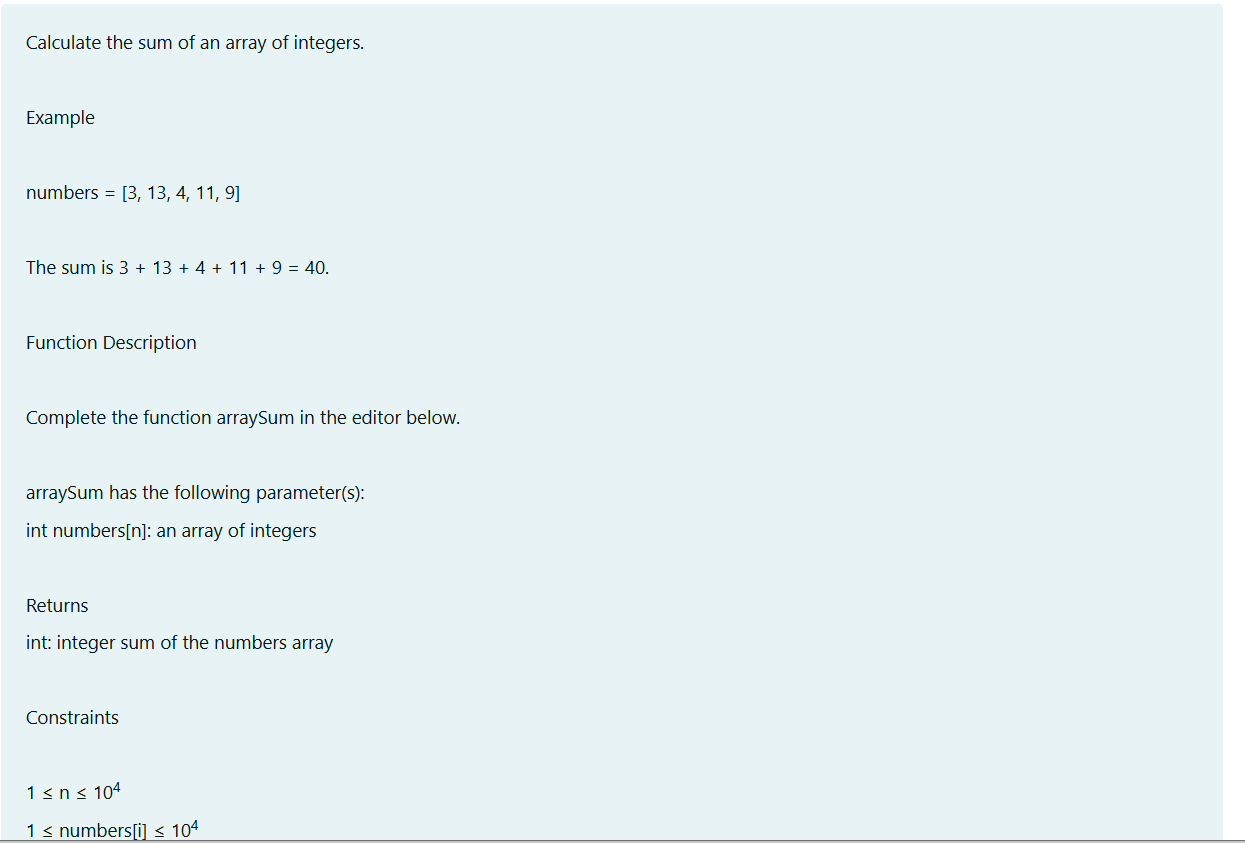 Calculate the sum of an array of integers.
Example
numbers = [3, 13, 4, 11, 9]
The sum is 3 + 13 + 4 + 11 + 9 = 40.
Function Description
Complete the function arraySum in the editor below.
arraySum has the following parameter(s):
int numbers[n]: an array of integers
Returns
int: integer sum of the numbers array
Constraints
1 ≤ n ≤ 10⁴
1 ≤ numbers[i] ≤ 10⁴